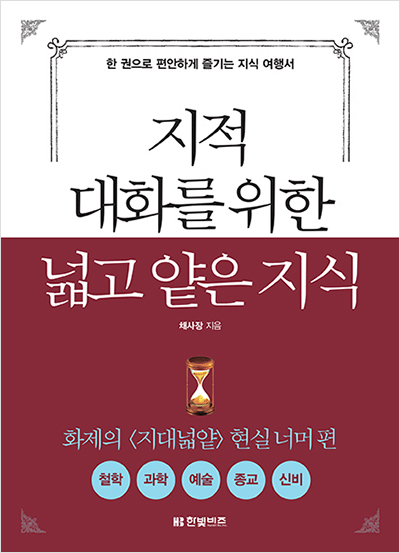 한 권으로 편안하게 즐기는 지식 여행서
지적
대화를 위한
넓고 얕은 지식
채사장 지음
화제의 〈지대넓얕〉 현실 너머 편
철학 과학 예술 종교 신비
HB 한빛비즈